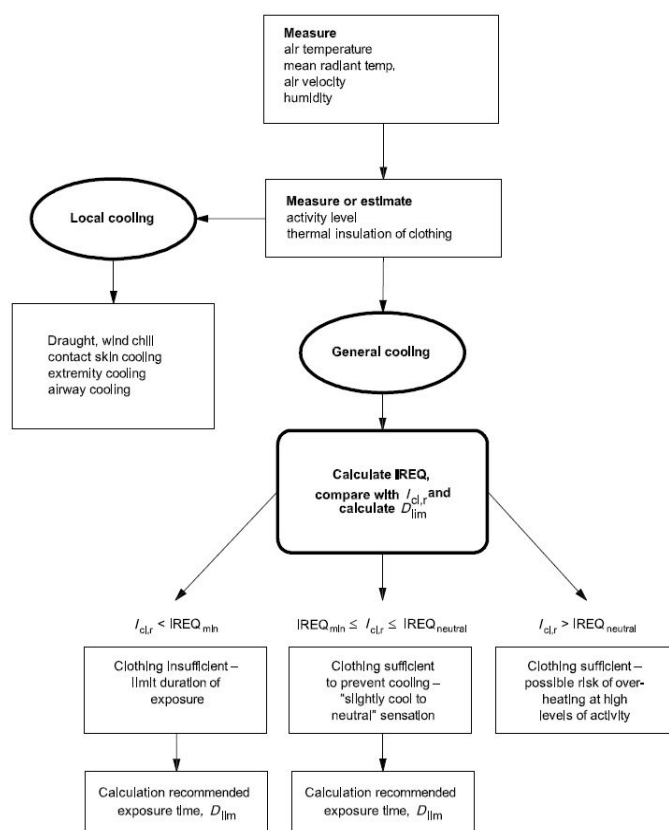 Measure
air temperature
mean radiant temp.
air velocity
humidity
Measure or estimate
activity level
thermal insulation of clothing
Local cooling
Draught, wind chill
contact skin cooling
extremity cooling
airway cooling
General cooling
Calculate IREQ,
compare with I_cl,r and
calculate D_lim
I_cl,r < IREQ_min
IREQ_min ≤ I_cl,r ≤ IREQ_neutral
I_cl,r > IREQ_neutral
Clothing insufficient –
limit duration of
exposure
Clothing sufficient
to prevent cooling –
"slightly cool to
neutral" sensation
Clothing sufficient –
possible risk of over-
heating at high
levels of activity
Calculation recommended
exposure time, D_lim
Calculation recommended
exposure time, D_lim